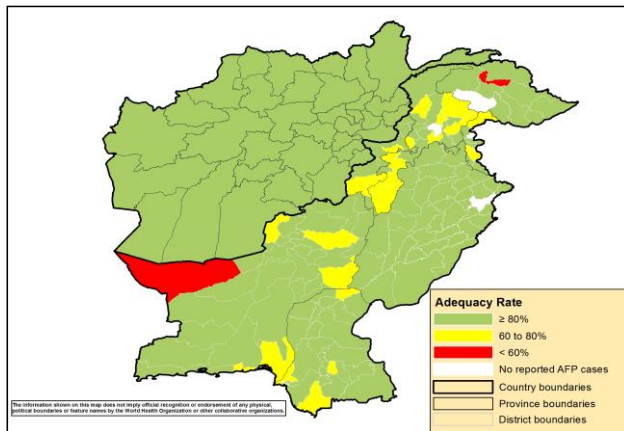 Adequacy Rate
≥ 80%
60 to 80%
< 60%
No reported AFP cases
Country boundaries
Province boundaries
District boundaries
The information shown on this map does not imply official recognition or endorsement of any physical,
political boundaries or feature names by the World Health Organization or other collaborative organizations.